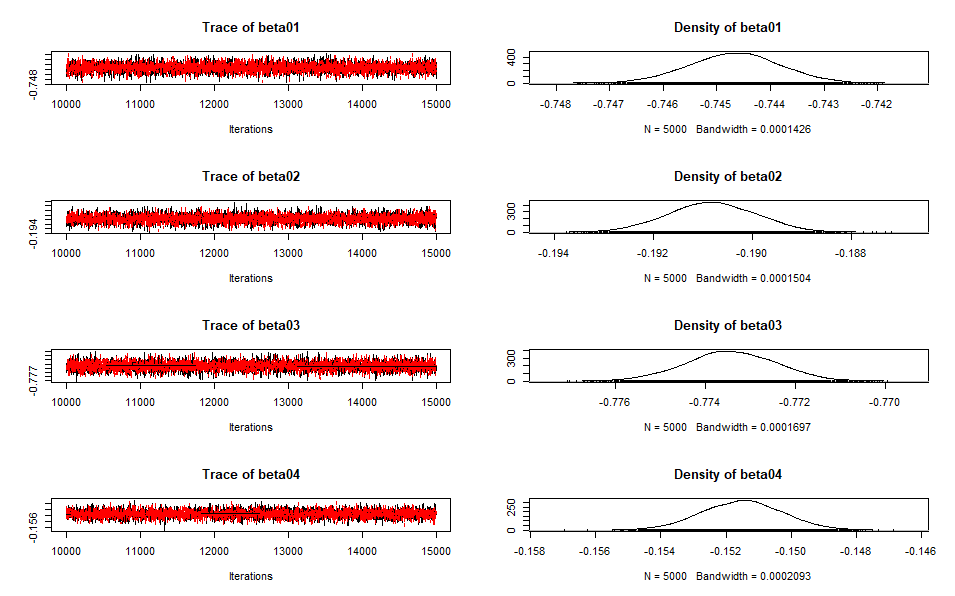 Trace of beta01
-0.748
10000 11000 12000 13000 14000 15000
Iterations
Density of beta01
0 400
-0.748 -0.747 -0.746 -0.745 -0.744 -0.743 -0.742
N = 5000 Bandwidth = 0.0001426
Trace of beta02
-0.194
10000 11000 12000 13000 14000 15000
Iterations
Density of beta02
0 300
-0.194 -0.192 -0.190 -0.188
N = 5000 Bandwidth = 0.0001504
Trace of beta03
-0.777
10000 11000 12000 13000 14000 15000
Iterations
Density of beta03
0 300
-0.776 -0.774 -0.772 -0.770
N = 5000 Bandwidth = 0.0001697
Trace of beta04
-0.156
10000 11000 12000 13000 14000 15000
Iterations
Density of beta04
0 250
-0.158 -0.156 -0.154 -0.152 -0.150 -0.148 -0.146
N = 5000 Bandwidth = 0.0002093